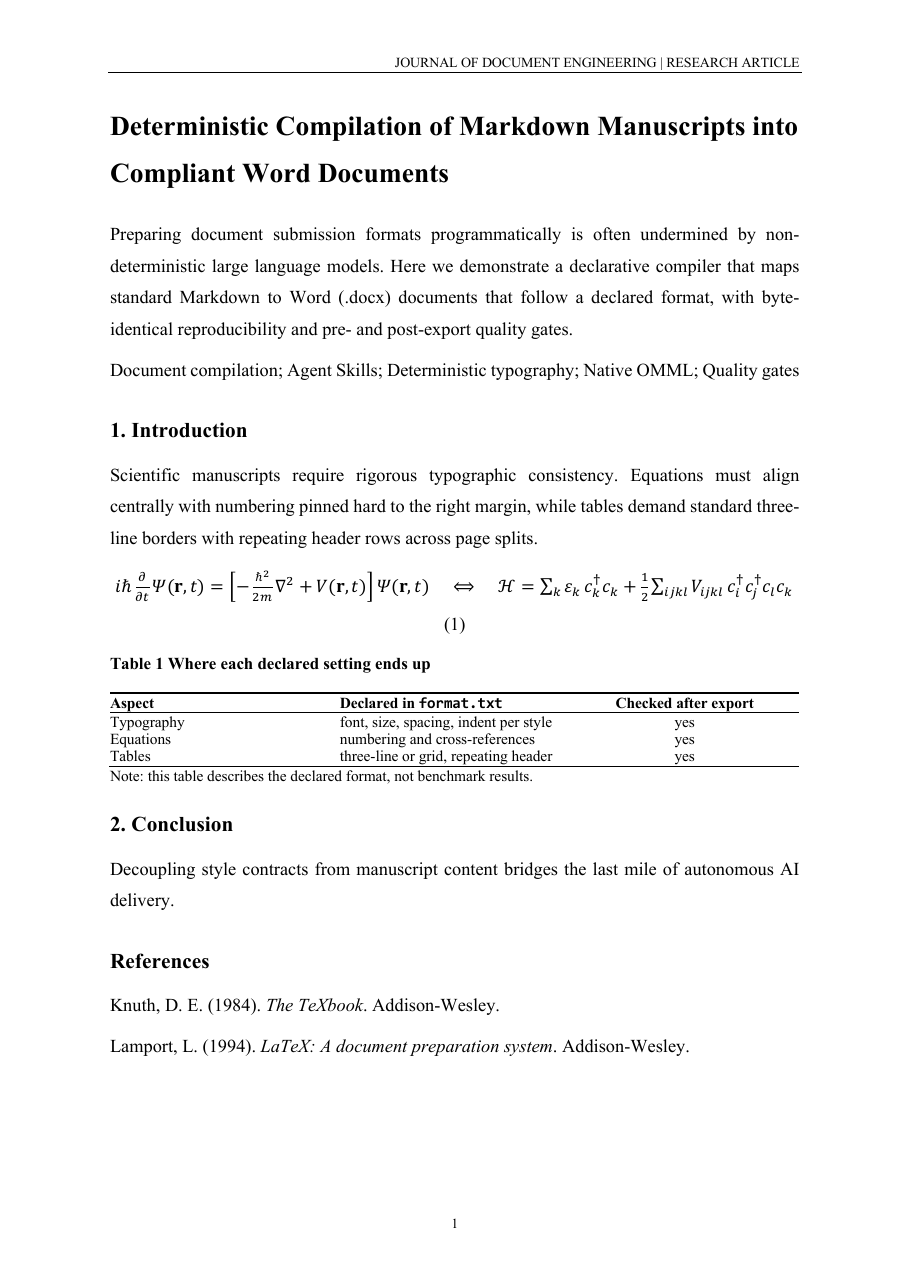 JOURNAL OF DOCUMENT ENGINEERING | RESEARCH ARTICLE
Deterministic Compilation of Markdown Manuscripts into
Compliant Word Documents
Preparing document submission formats programmatically is often undermined by non-
deterministic large language models. Here we demonstrate a declarative compiler that maps
standard Markdown to Word (.docx) documents that follow a declared format, with byte-
identical reproducibility and pre- and post-export quality gates.
Document compilation; Agent Skills; Deterministic typography; Native OMML; Quality gates
1. Introduction
Scientific manuscripts require rigorous typographic consistency. Equations must align
centrally with numbering pinned hard to the right margin, while tables demand standard three-
line borders with repeating header rows across page splits.
𝑖ℏ ∂/∂𝑡 𝛹(𝐫, 𝑡) = [− ℏ²/2𝑚 ∇² + 𝑉(𝐫, 𝑡)] 𝛹(𝐫, 𝑡) ⟺ ℋ = ∑ₖ 𝜀ₖ 𝑐ₖ†𝑐ₖ + 1/2 ∑ᵢⱼₖₗ 𝑉ᵢⱼₖₗ 𝑐ᵢ†𝑐ⱼ†𝑐ₗ𝑐ₖ
(1)
Table 1 Where each declared setting ends up
Aspect Declared in format.txt Checked after export
Typography font, size, spacing, indent per style yes
Equations numbering and cross-references yes
Tables three-line or grid, repeating header yes
Note: this table describes the declared format, not benchmark results.
2. Conclusion
Decoupling style contracts from manuscript content bridges the last mile of autonomous AI
delivery.
References
Knuth, D. E. (1984). The TeXbook. Addison-Wesley.
Lamport, L. (1994). LaTeX: A document preparation system. Addison-Wesley.
1